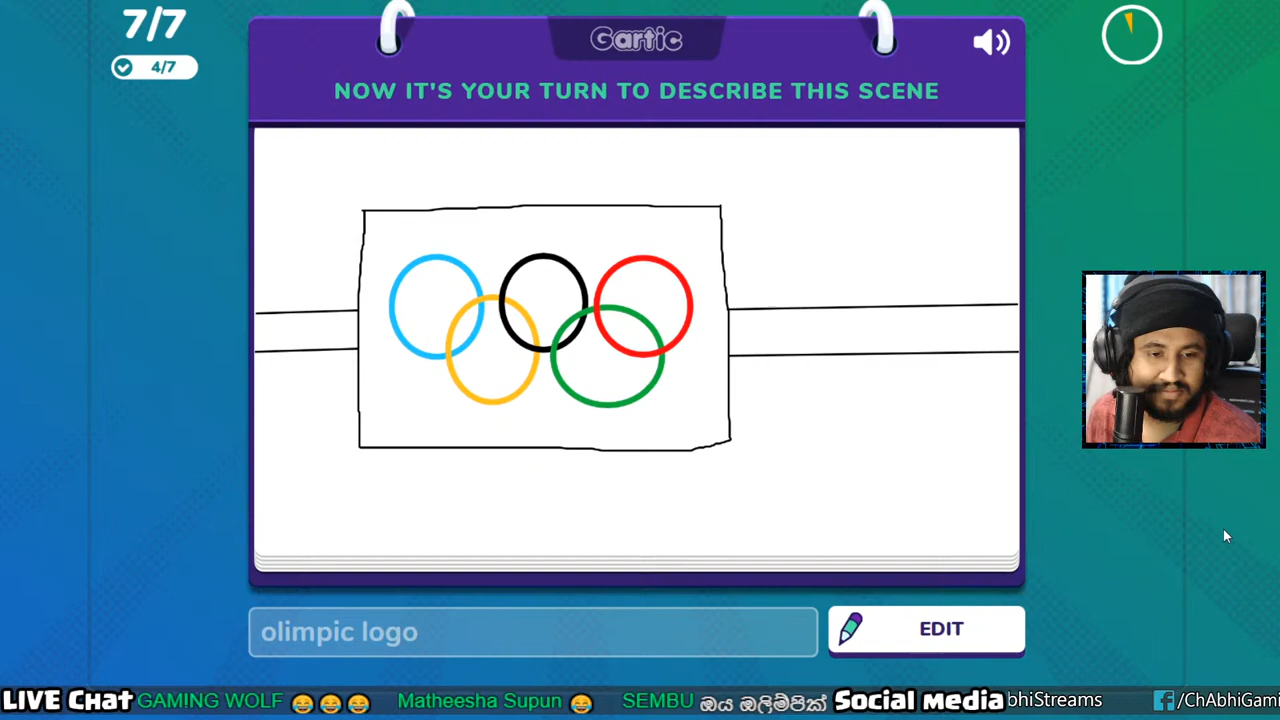 7/7
4/7
Gartic
NOW IT'S YOUR TURN TO DESCRIBE THIS SCENE
olimpic logo
EDIT
LIVE Chat GAMING WOLF 😂😂😂 Matheesha Supun 😂 SEMBU ඔය ඔලිම්පික් Social media bhiStreams /ChAbhiGam